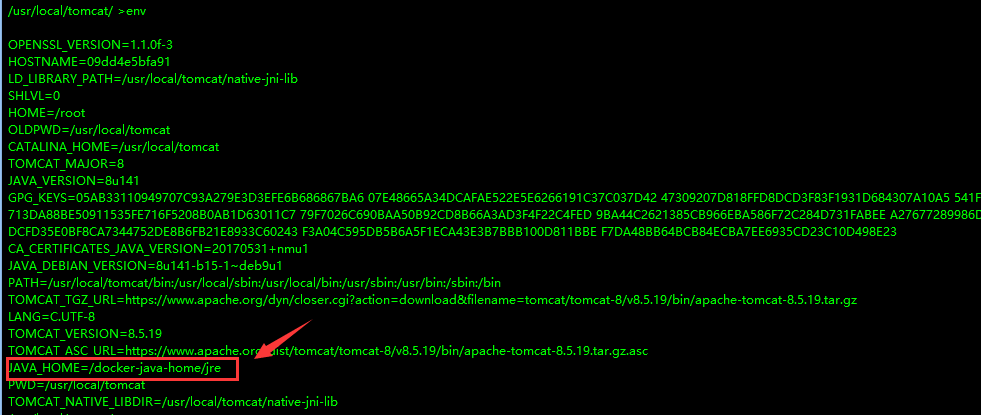 /usr/local/tomcat/ >env
OPENSSL_VERSION=1.1.0f-3
HOSTNAME=09dd4e5bfa91
LD_LIBRARY_PATH=/usr/local/tomcat/native-jni-lib
SHLVL=0
HOME=/root
OLDPWD=/usr/local/tomcat
CATALINA_HOME=/usr/local/tomcat
TOMCAT_MAJOR=8
JAVA_VERSION=8u141
GPG_KEYS=05AB33110949707C93A279E3D3EFE6B686867BA6 07E48665A34DCAFAE522E5E6266191C37C037D42 47309207D818FFD8DCD3F83F1931D684307A10A5 541F
713DA88BE50911535FE716F5208B0AB1D63011C7 79F7026C690BAA50B92CD8B66A3AD3F4F22C4FED 9BA44C2621385CB966EBA586F72C284D731FABEE A27677289986D
DCFD35E0BF8CA7344752DE8B6FB21E8933C60243 F3A04C595DB5B6A5F1ECA43E3B7BBB100D811BBE F7DA48BB64BCB84ECBA7EE6935CD23C10D498E23
CA_CERTIFICATES_JAVA_VERSION=20170531+nmu1
JAVA_DEBIAN_VERSION=8u141-b15-1~deb9u1
PATH=/usr/local/tomcat/bin:/usr/local/sbin:/usr/local/bin:/usr/sbin:/usr/bin:/sbin:/bin
TOMCAT_TGZ_URL=https://www.apache.org/dyn/closer.cgi?action=download&filename=tomcat/tomcat-8/v8.5.19/bin/apache-tomcat-8.5.19.tar.gz
LANG=C.UTF-8
TOMCAT_VERSION=8.5.19
TOMCAT_ASC_URL=https://www.apache.org/dist/tomcat/tomcat-8/v8.5.19/bin/apache-tomcat-8.5.19.tar.gz.asc
JAVA_HOME=/docker-java-home/jre
PWD=/usr/local/tomcat
TOMCAT_NATIVE_LIBDIR=/usr/local/tomcat/native-jni-lib